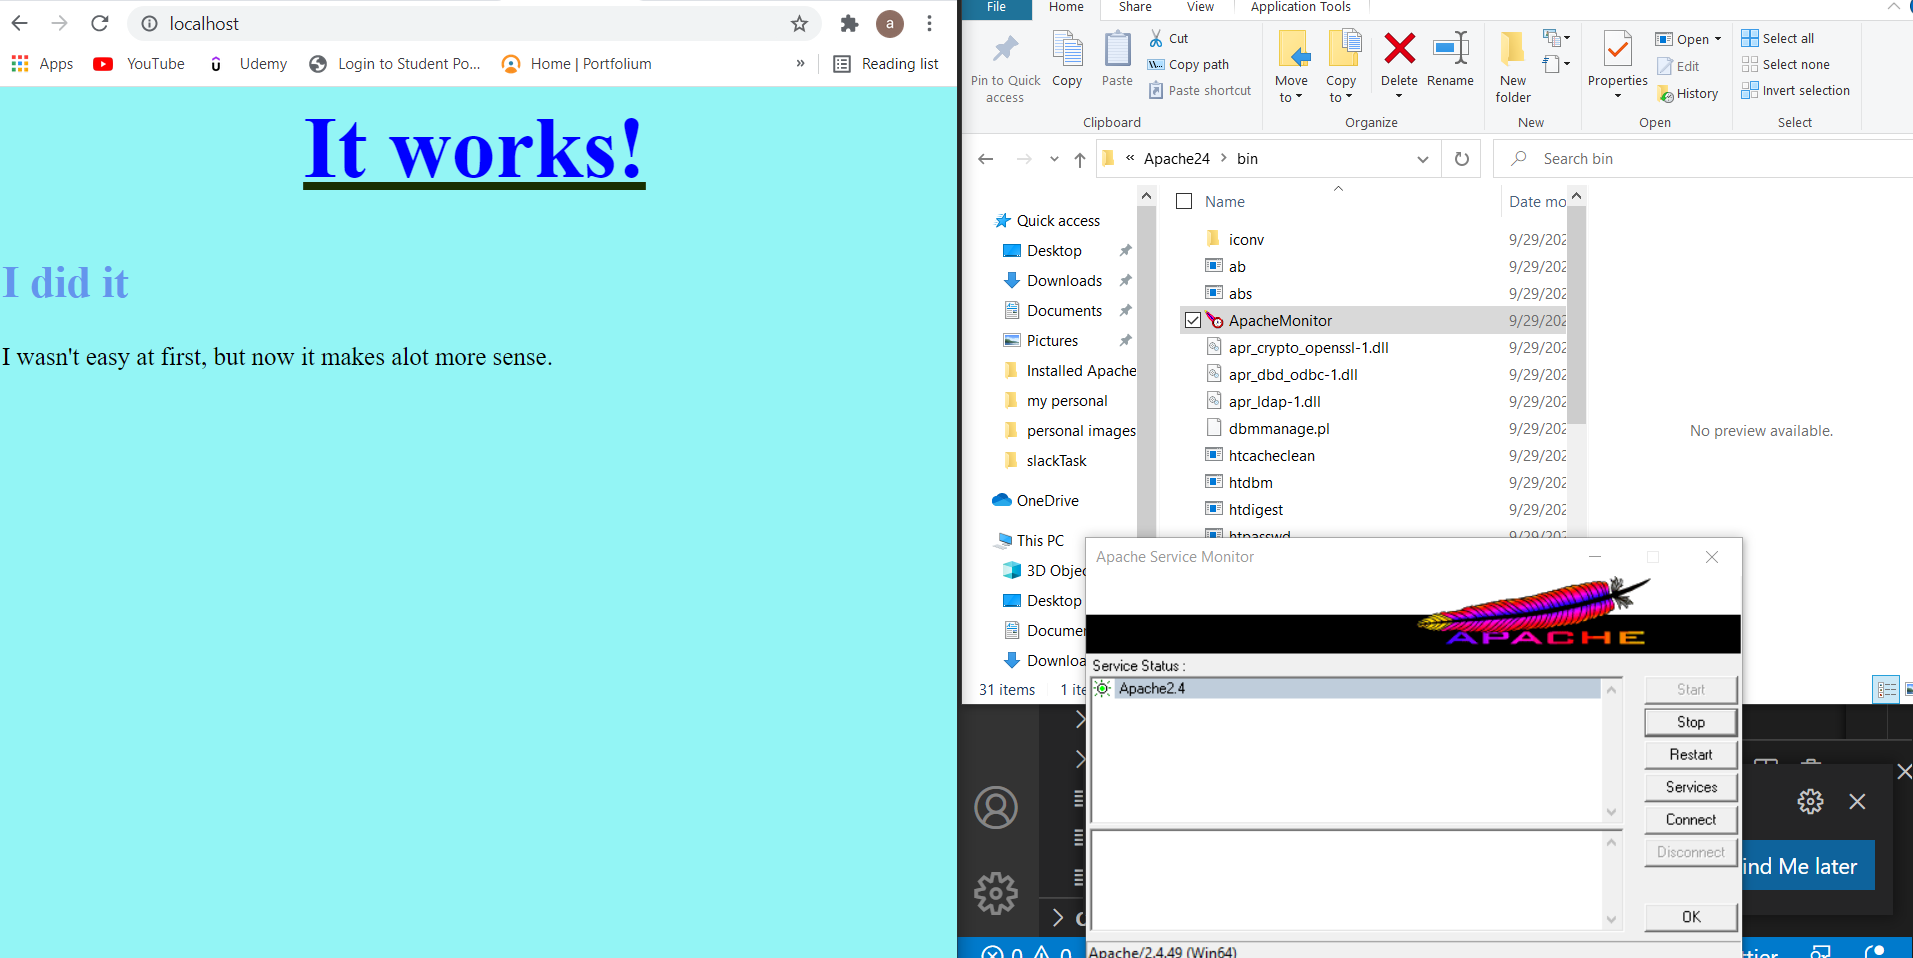 localhost
a
Apps
YouTube
Udemy
Login to Student Po...
Home | Portfolium
»
Reading list
It works!
I did it
I wasn't easy at first, but now it makes alot more sense.
File
Home
Share
View
Application Tools
Pin to Quick access
Copy
Paste
Cut
Copy path
Paste shortcut
Clipboard
Move to
Copy to
Delete
Rename
Organize
New folder
New
Properties
Open
Edit
History
Open
Select all
Select none
Invert selection
Select
« Apache24 > bin
Search bin
Quick access
Desktop
Downloads
Documents
Pictures
Installed Apache
my personal
personal images
slackTask
OneDrive
This PC
3D Objec
Desktop
Documer
Downloa
Name
Date mo
iconv 9/29/202
ab 9/29/202
abs 9/29/202
ApacheMonitor 9/29/202
apr_crypto_openssl-1.dll 9/29/202
apr_dbd_odbc-1.dll 9/29/202
apr_ldap-1.dll 9/29/202
dbmmanage.pl 9/29/202
htcacheclean 9/29/202
htdbm 9/29/202
htdigest 9/29/202
htpasswd 9/29/202
No preview available.
31 items
1 ite
Apache Service Monitor
APACHE
Service Status :
Apache2.4
Start
Stop
Restart
Services
Connect
Disconnect
OK
Apache/2.4.49 (Win64)
ind Me later
0
0